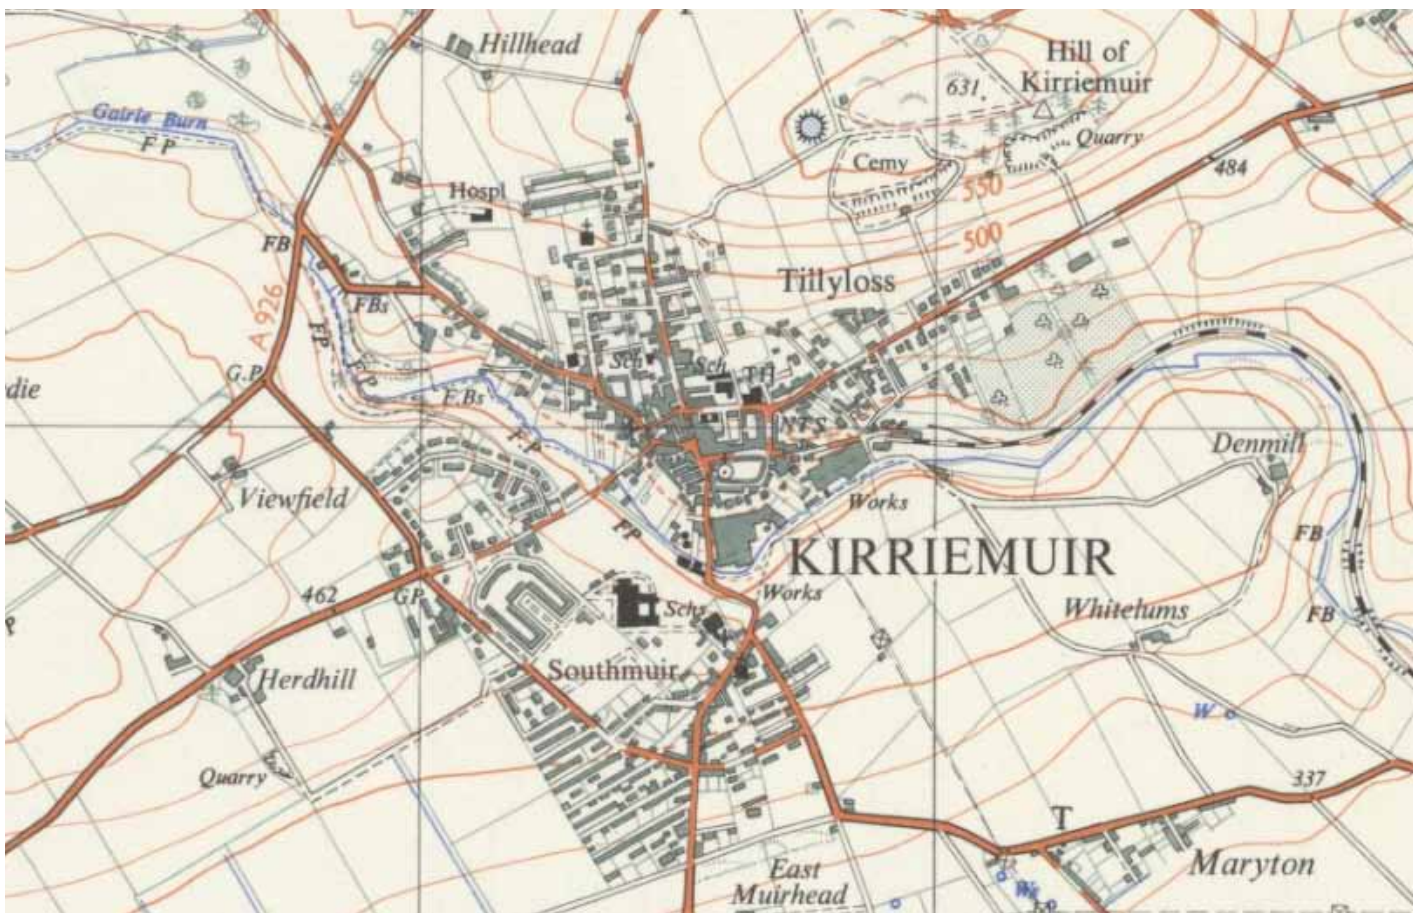 Hillhead
Hill of
Kirriemuir
631
Gairie Burn
F P
Quarry
Cemy
484
Hospl
550
500
FB
Tillyloss
FBs
A 926
FP
F P
G.P
Sch
Sch
TH
die
F.Bs
NTS
F.P
Denmill
Viewfield
Works
FP
FB
KIRRIEMUIR
462
GP
Schs
Works
Whitelums
FB
Southmuir
Herdhill
W
Quarry
337
T
East
Muirhead
Maryton
Ws